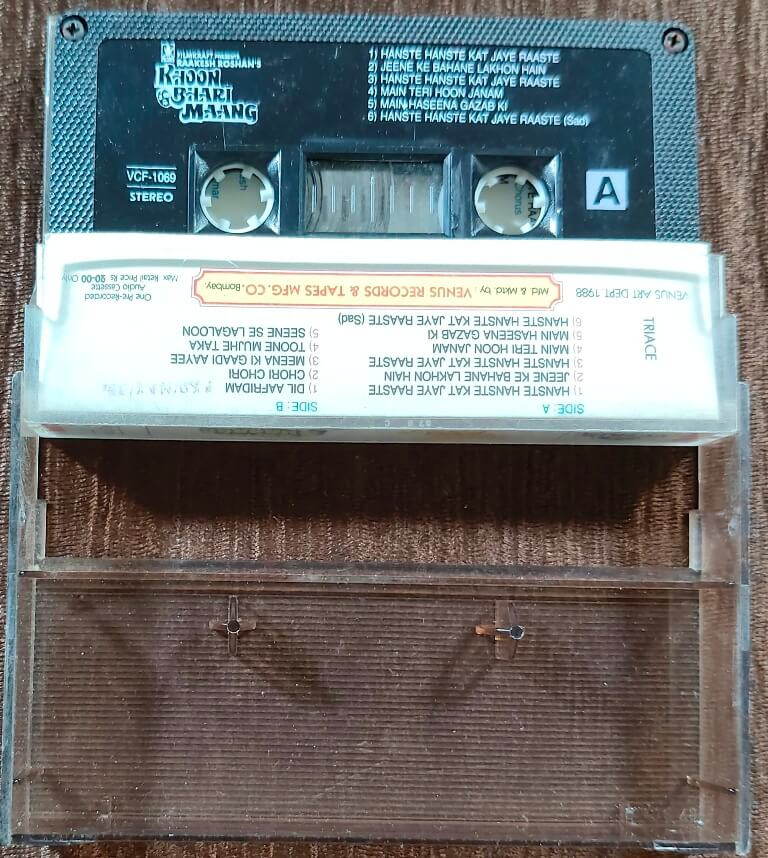 FILMKRAFT PRESENTS
RAAKESH ROSHAN'S
KHOON
BHARI
MAANG
1) HANSTE HANSTE KAT JAYE RAASTE
2) JEENE KE BAHANE LAKHON HAIN
3) HANSTE HANSTE KAT JAYE RAASTE
4) MAIN TERI HOON JANAM
5) MAIN HASEENA GAZAB KI
6) HANSTE HANSTE KAT JAYE RAASTE (Sad)
VCF-1069
STEREO
A
SIDE: A
1) HANSTE HANSTE KAT JAYE RAASTE
2) JEENE KE BAHANE LAKHON HAIN
3) HANSTE HANSTE KAT JAYE RAASTE
4) MAIN TERI HOON JANAM
5) MAIN HASEENA GAZAB KI
6) HANSTE HANSTE KAT JAYE RAASTE (Sad)
SIDE: B
1) DIL AAFRIDAM
2) CHORI CHORI
3) MEENA KI GAADI AAYEE
4) TOONE MUJHE TAKA
5) SEENE SE LAGALOON
TRIACE
VENUS ART DEPT. 1988
Mfd. & Mktd. by VENUS RECORDS & TAPES MFG. CO. Bombay.
One Pre-Recorded
Audio Cassette
Max Retail Price Rs 20-00 Only